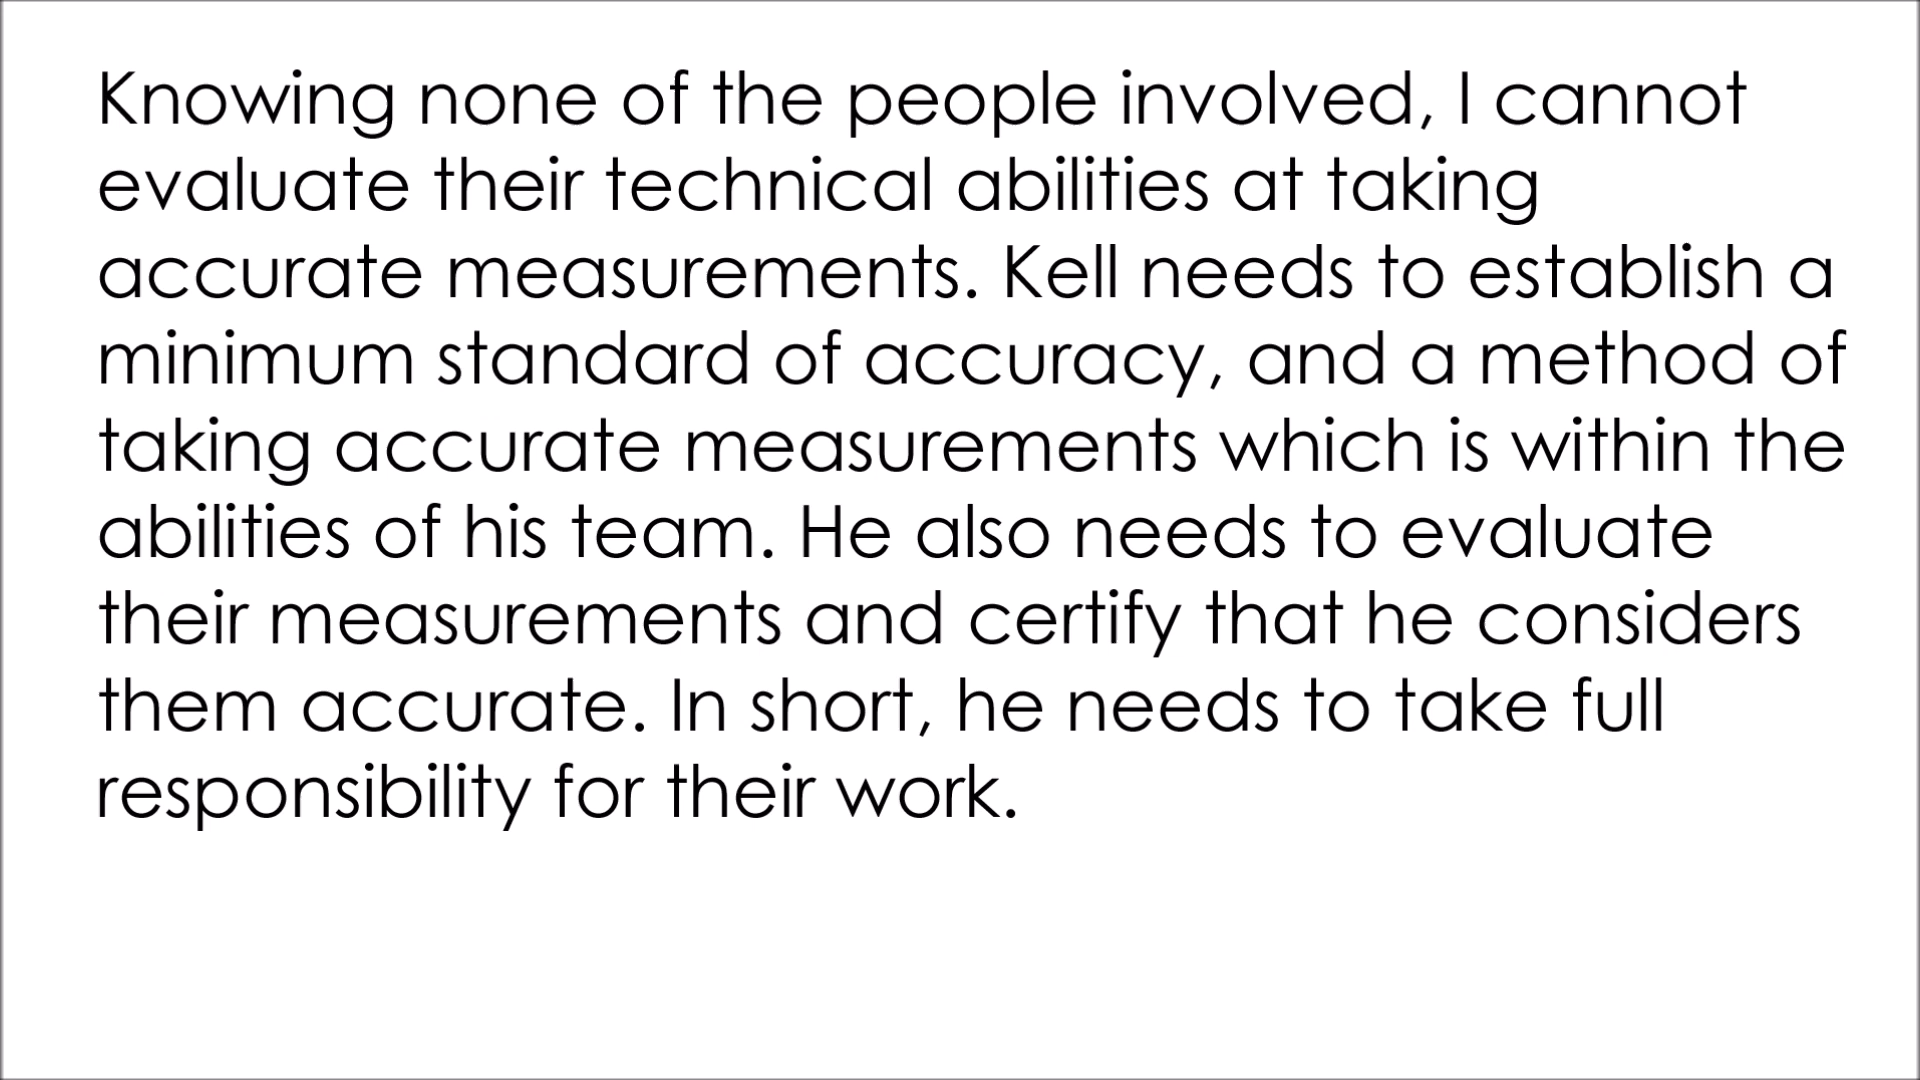 Knowing none of the people involved, I cannot
evaluate their technical abilities at taking
accurate measurements. Kell needs to establish a
minimum standard of accuracy, and a method of
taking accurate measurements which is within the
abilities of his team. He also needs to evaluate
their measurements and certify that he considers
them accurate. In short, he needs to take full
responsibility for their work.